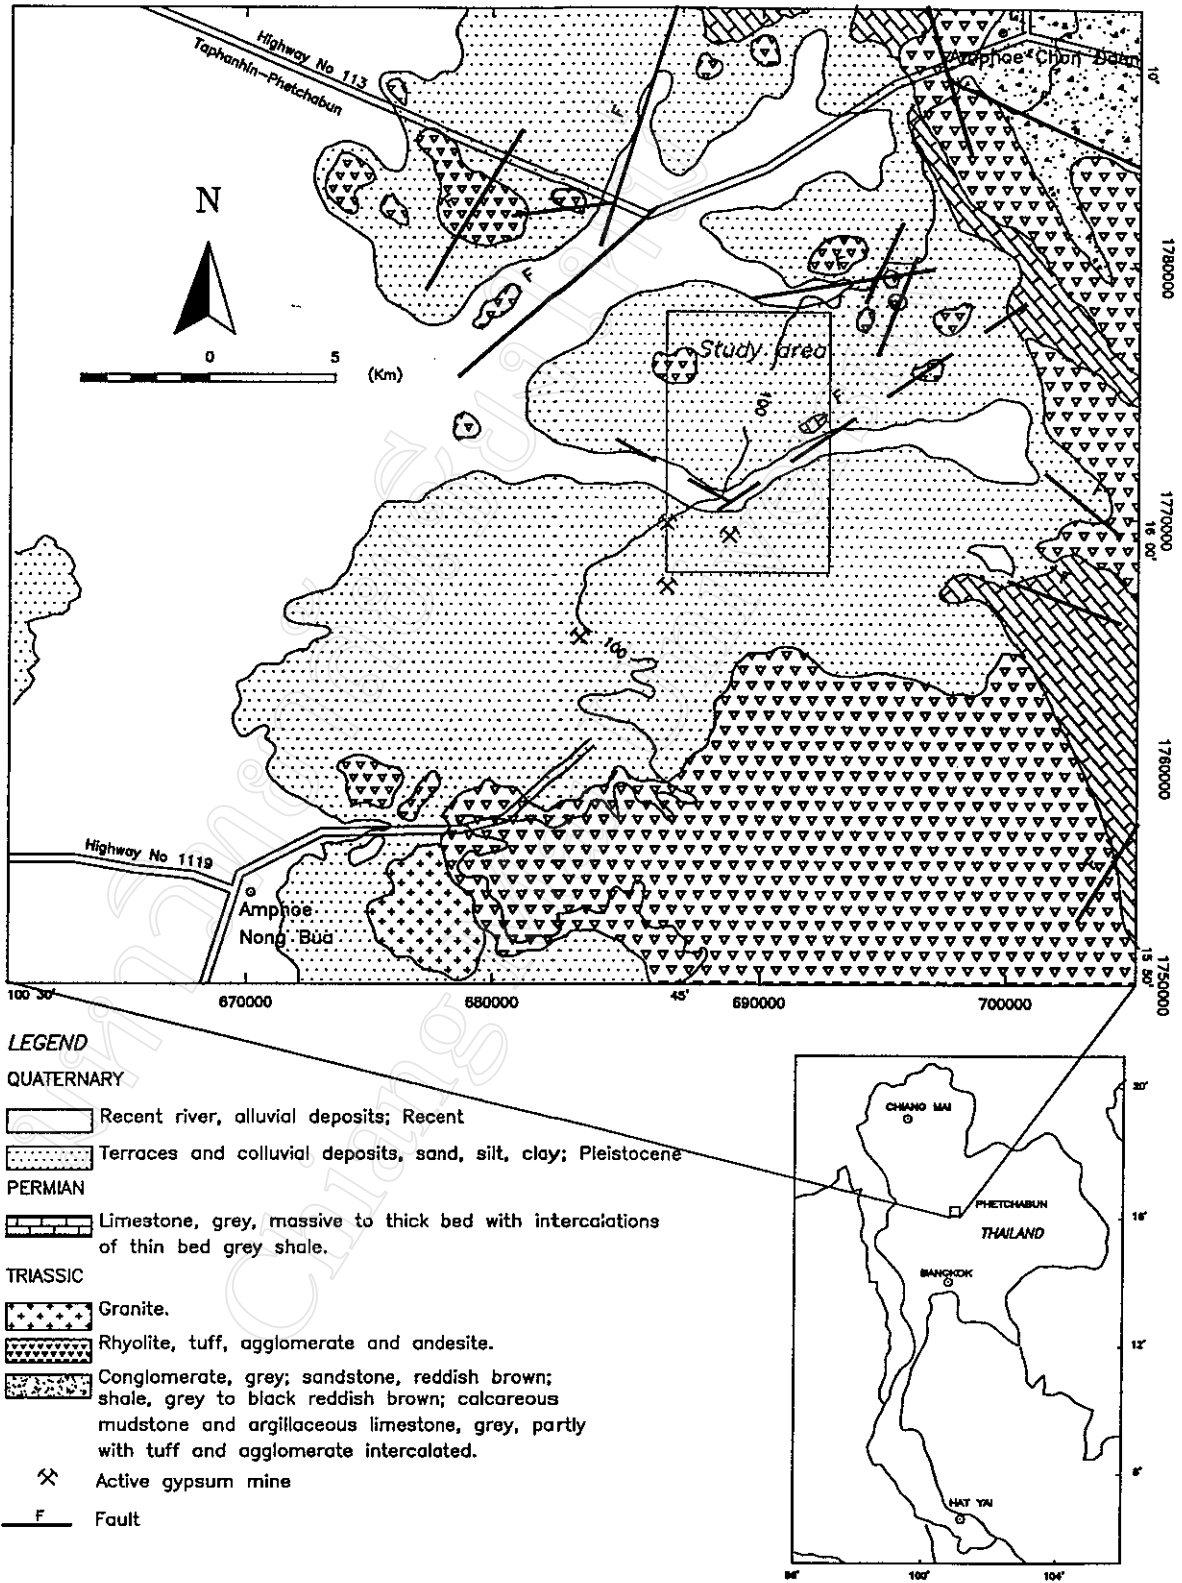 Highway No 113
Taphanhin-Phetchabun
F
Amphoe Chon Daen
10'
N
F
0 5 (Km)
1780000
Study area
100
F
1770000
16 00'
100
1760000
Highway No 1119
Amphoe
Nong Bua
15 50'
1750000
100 30' 670000 680000 45' 690000 700000
LEGEND
QUATERNARY
Recent river, alluvial deposits; Recent
Terraces and colluvial deposits, sand, silt, clay; Pleistocene
PERMIAN
Limestone, grey, massive to thick bed with intercalations
of thin bed grey shale.
TRIASSIC
Granite.
Rhyolite, tuff, agglomerate and andesite.
Conglomerate, grey; sandstone, reddish brown;
shale, grey to black reddish brown; calcareous
mudstone and argillaceous limestone, grey, partly
with tuff and agglomerate intercalated.
Active gypsum mine
F Fault
20'
CHIANG MAI
PHETCHABUN
16'
THAILAND
BANGKOK
12'
8'
HAT YAI
100' 104'